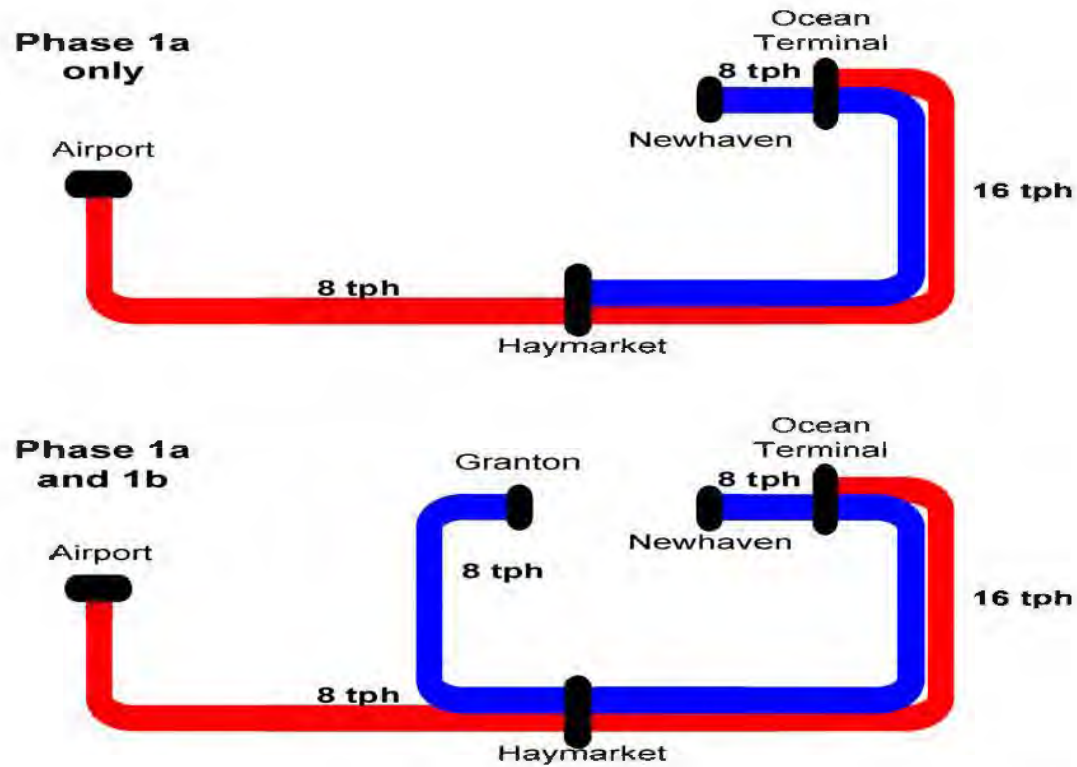 Phase 1a
only
Ocean
Terminal
8 tph
Newhaven
Airport
16 tph
8 tph
Haymarket
Phase 1a
and 1b
Ocean
Terminal
Granton
8 tph
Newhaven
Airport
8 tph
16 tph
8 tph
Haymarket